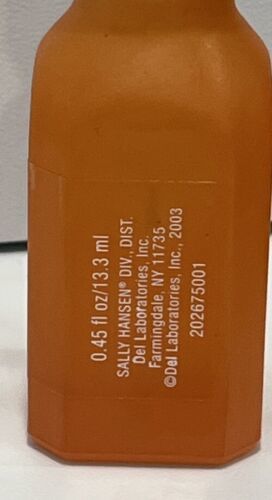 0.45 fl oz/13.3 ml
SALLY HANSEN® DIV., DIST.
Del Laboratories, Inc.
Farmingdale, NY 11735
©Del Laboratories, Inc., 2003
202675001